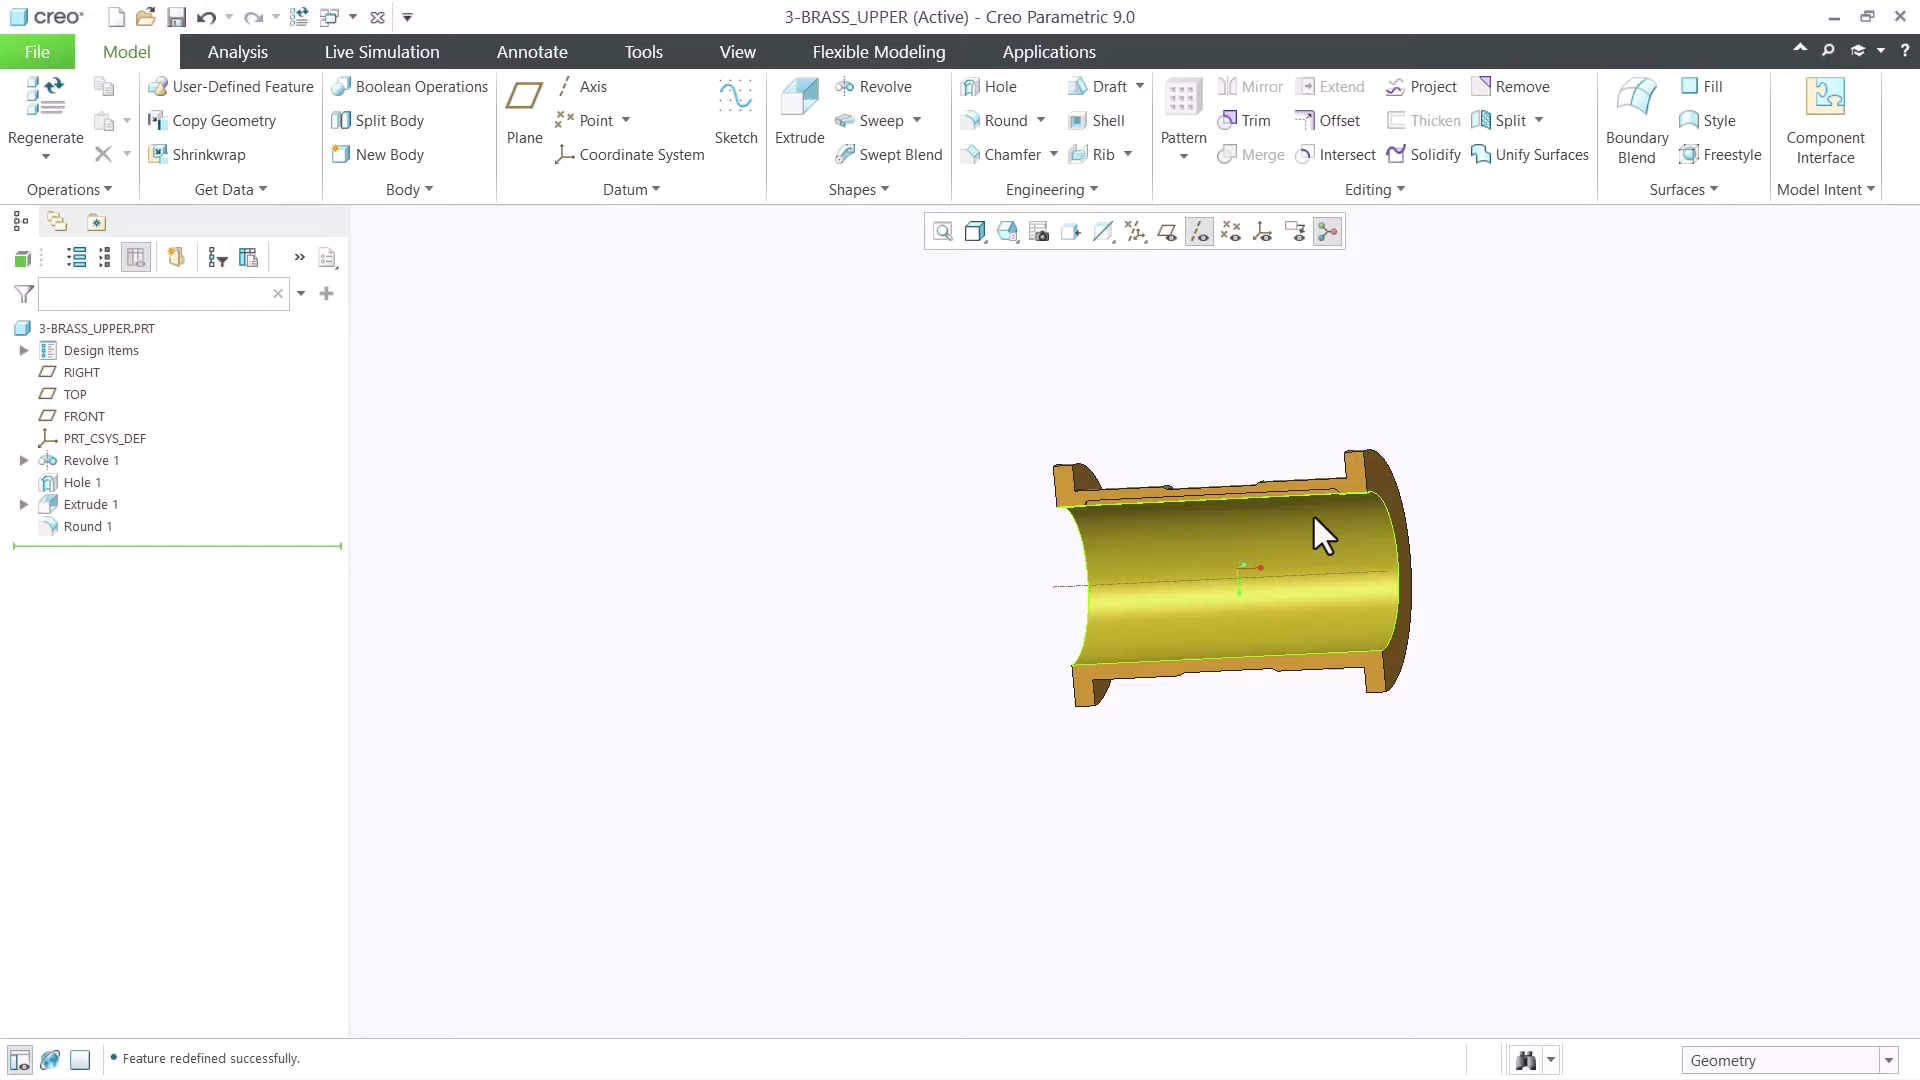 creo
3-BRASS_UPPER (Active) - Creo Parametric 9.0
File Model Analysis Live Simulation Annotate Tools View Flexible Modeling Applications
Regenerate
Operations
User-Defined Feature
Copy Geometry
Shrinkwrap
Get Data
Boolean Operations
Split Body
New Body
Body
Plane
Axis
Point
Coordinate System
Sketch
Datum
Extrude
Revolve
Sweep
Swept Blend
Shapes
Hole
Round
Chamfer
Draft
Shell
Rib
Engineering
Pattern
Mirror
Trim
Merge
Extend
Offset
Intersect
Project
Thicken
Solidify
Remove
Split
Unify Surfaces
Editing
Boundary
Blend
Fill
Style
Freestyle
Surfaces
Component
Interface
Model Intent
3-BRASS_UPPER.PRT
Design Items
RIGHT
TOP
FRONT
PRT_CSYS_DEF
Revolve 1
Hole 1
Extrude 1
Round 1
• Feature redefined successfully.
Geometry